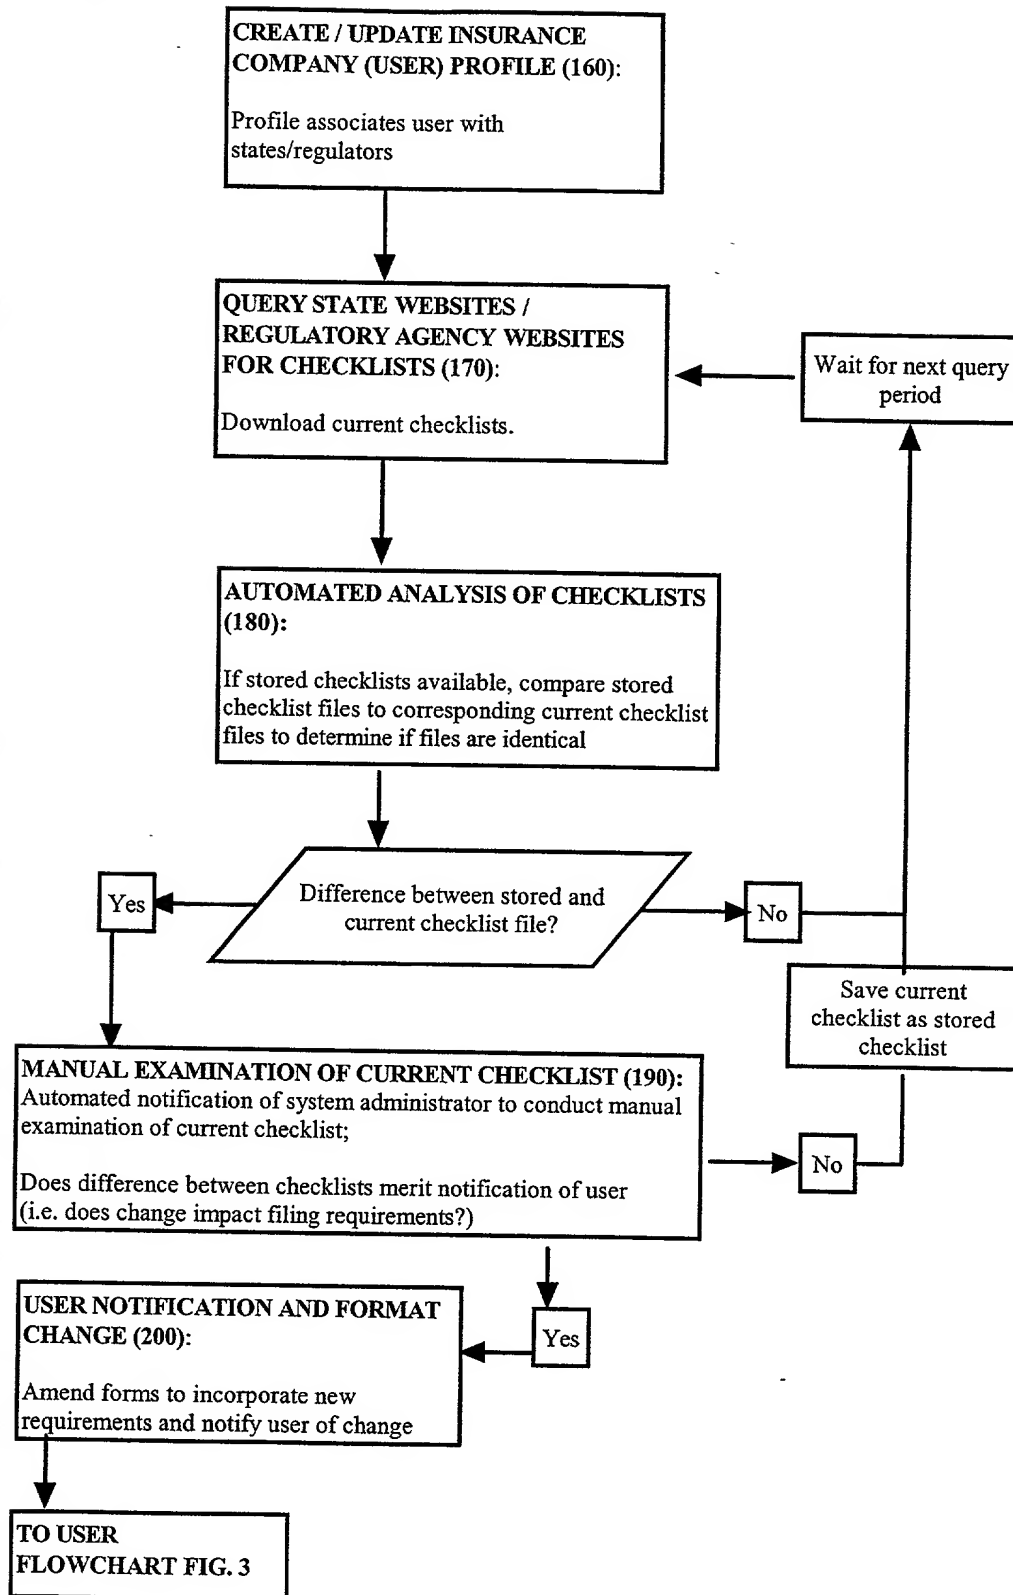 CREATE / UPDATE INSURANCE
COMPANY (USER) PROFILE (160):
Profile associates user with
states/regulators
QUERY STATE WEBSITES /
REGULATORY AGENCY WEBSITES
FOR CHECKLISTS (170):
Download current checklists.
Wait for next query
period
AUTOMATED ANALYSIS OF CHECKLISTS
(180):
If stored checklists available, compare stored
checklist files to corresponding current checklist
files to determine if files are identical
Difference between stored and
current checklist file?
Yes
No
Save current
checklist as stored
checklist
MANUAL EXAMINATION OF CURRENT CHECKLIST (190):
Automated notification of system administrator to conduct manual
examination of current checklist;
Does difference between checklists merit notification of user
(i.e. does change impact filing requirements?)
No
Yes
USER NOTIFICATION AND FORMAT
CHANGE (200):
Amend forms to incorporate new
requirements and notify user of change
TO USER
FLOWCHART FIG. 3